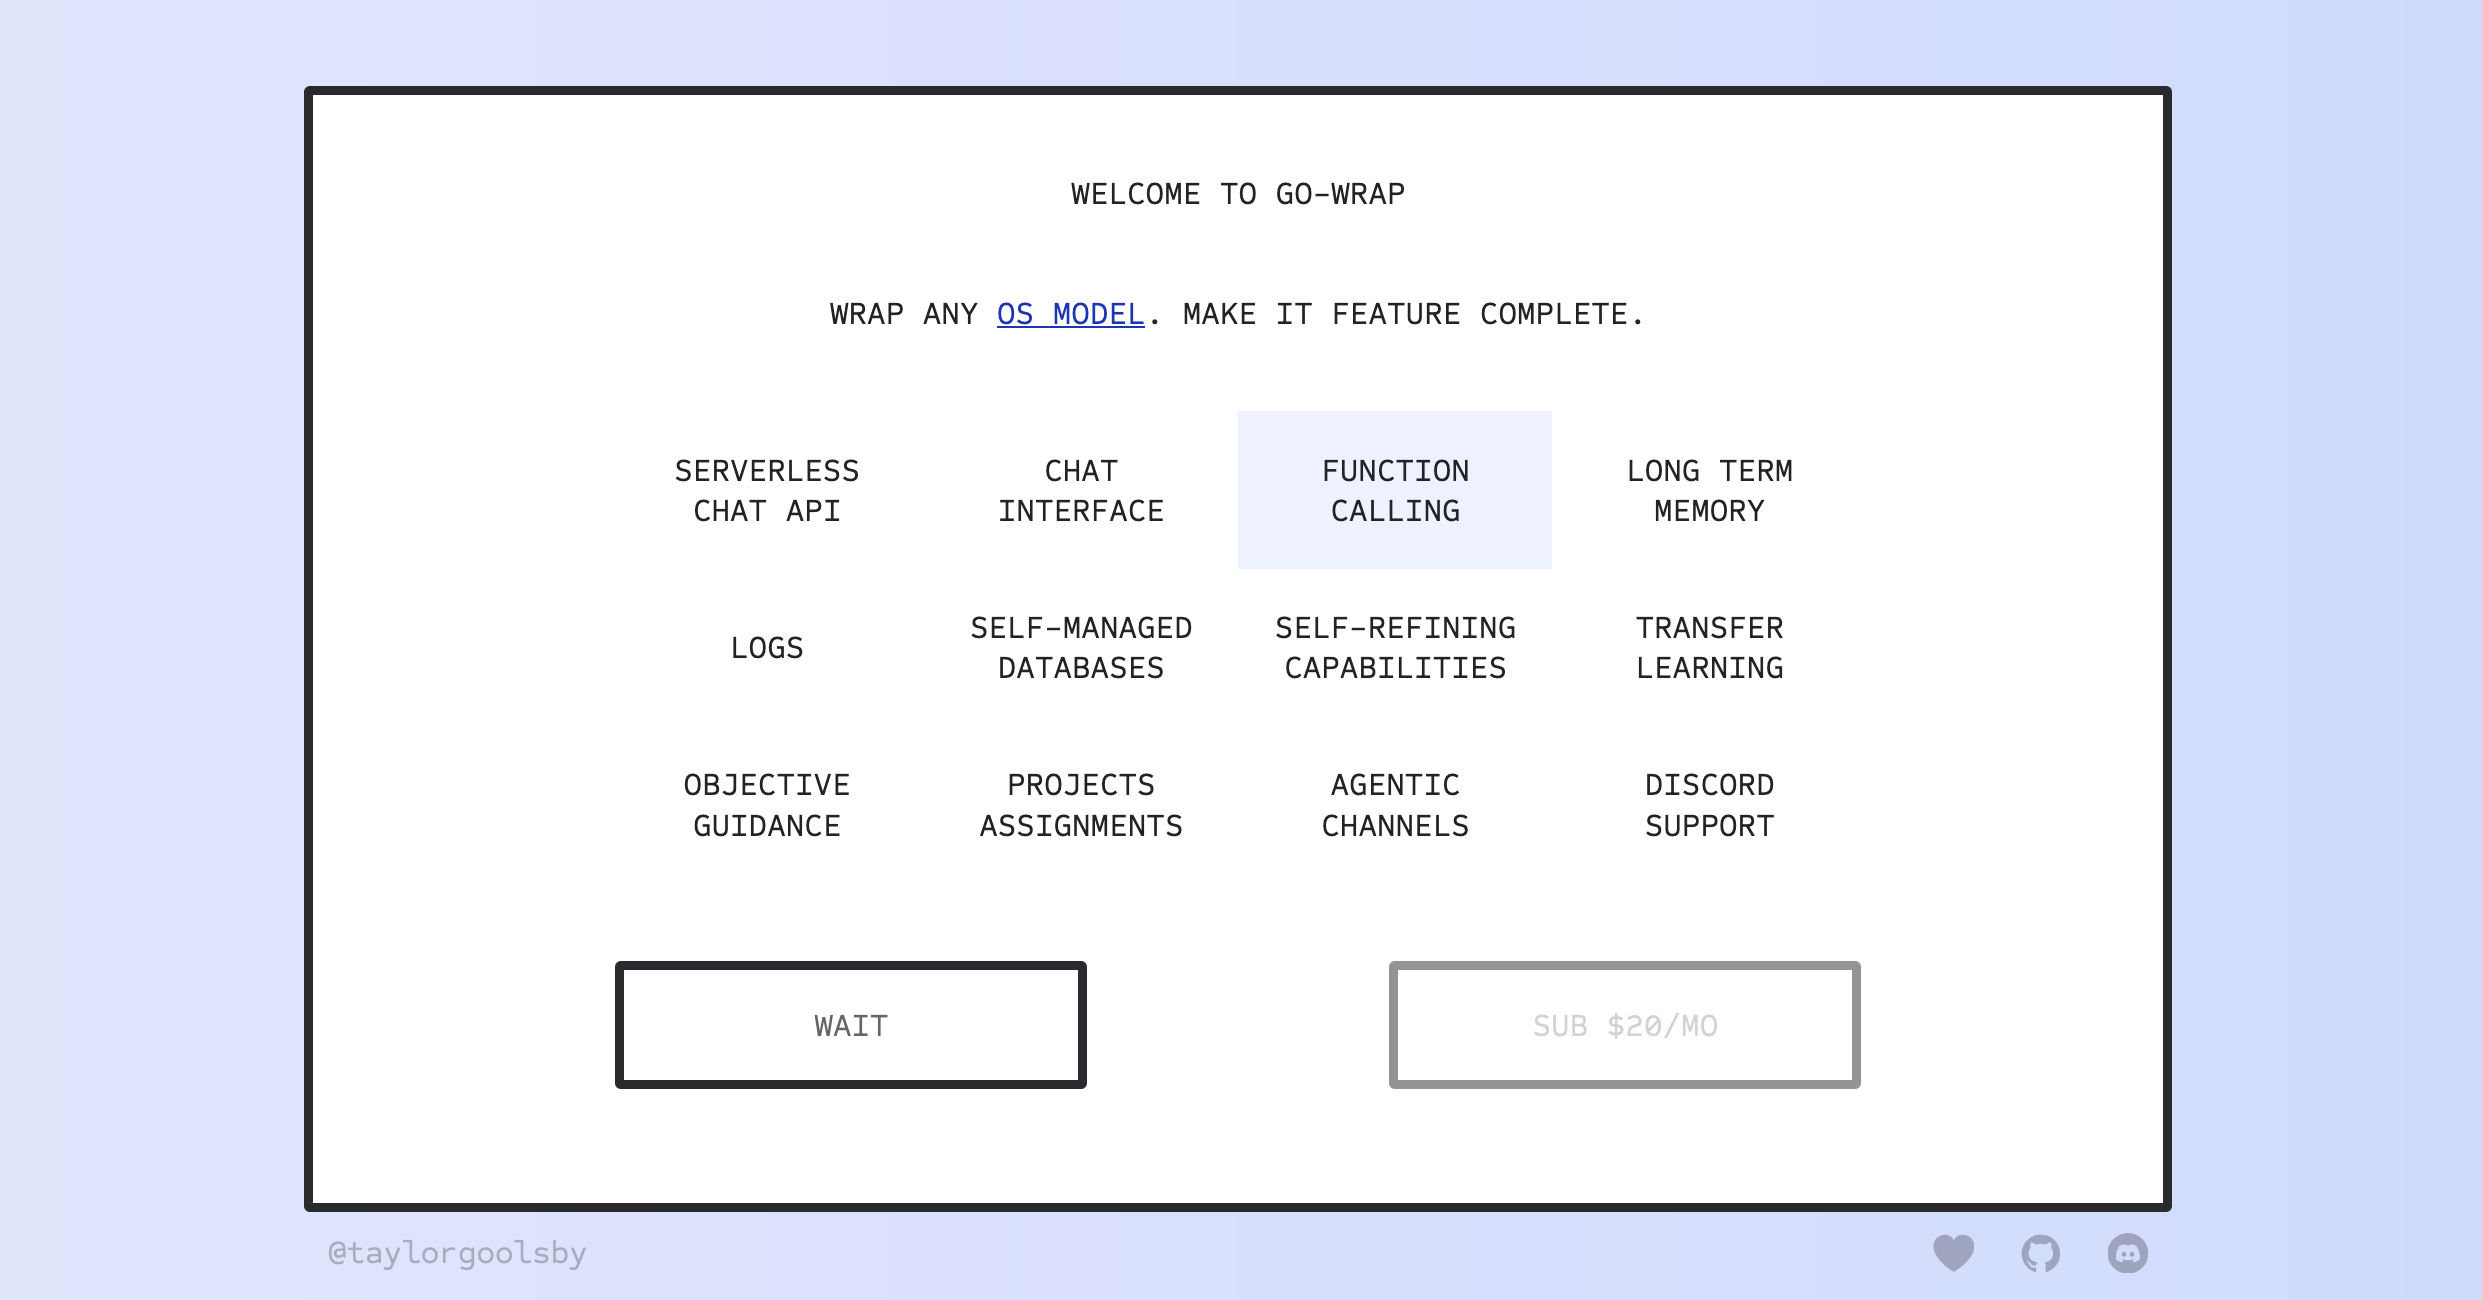 WELCOME TO GO-WRAP
WRAP ANY OS MODEL. MAKE IT FEATURE COMPLETE.
SERVERLESS
CHAT API
CHAT
INTERFACE
FUNCTION
CALLING
LONG TERM
MEMORY
LOGS
SELF-MANAGED
DATABASES
SELF-REFINING
CAPABILITIES
TRANSFER
LEARNING
OBJECTIVE
GUIDANCE
PROJECTS
ASSIGNMENTS
AGENTIC
CHANNELS
DISCORD
SUPPORT
WAIT
SUB $20/MO
@taylorgoolsby